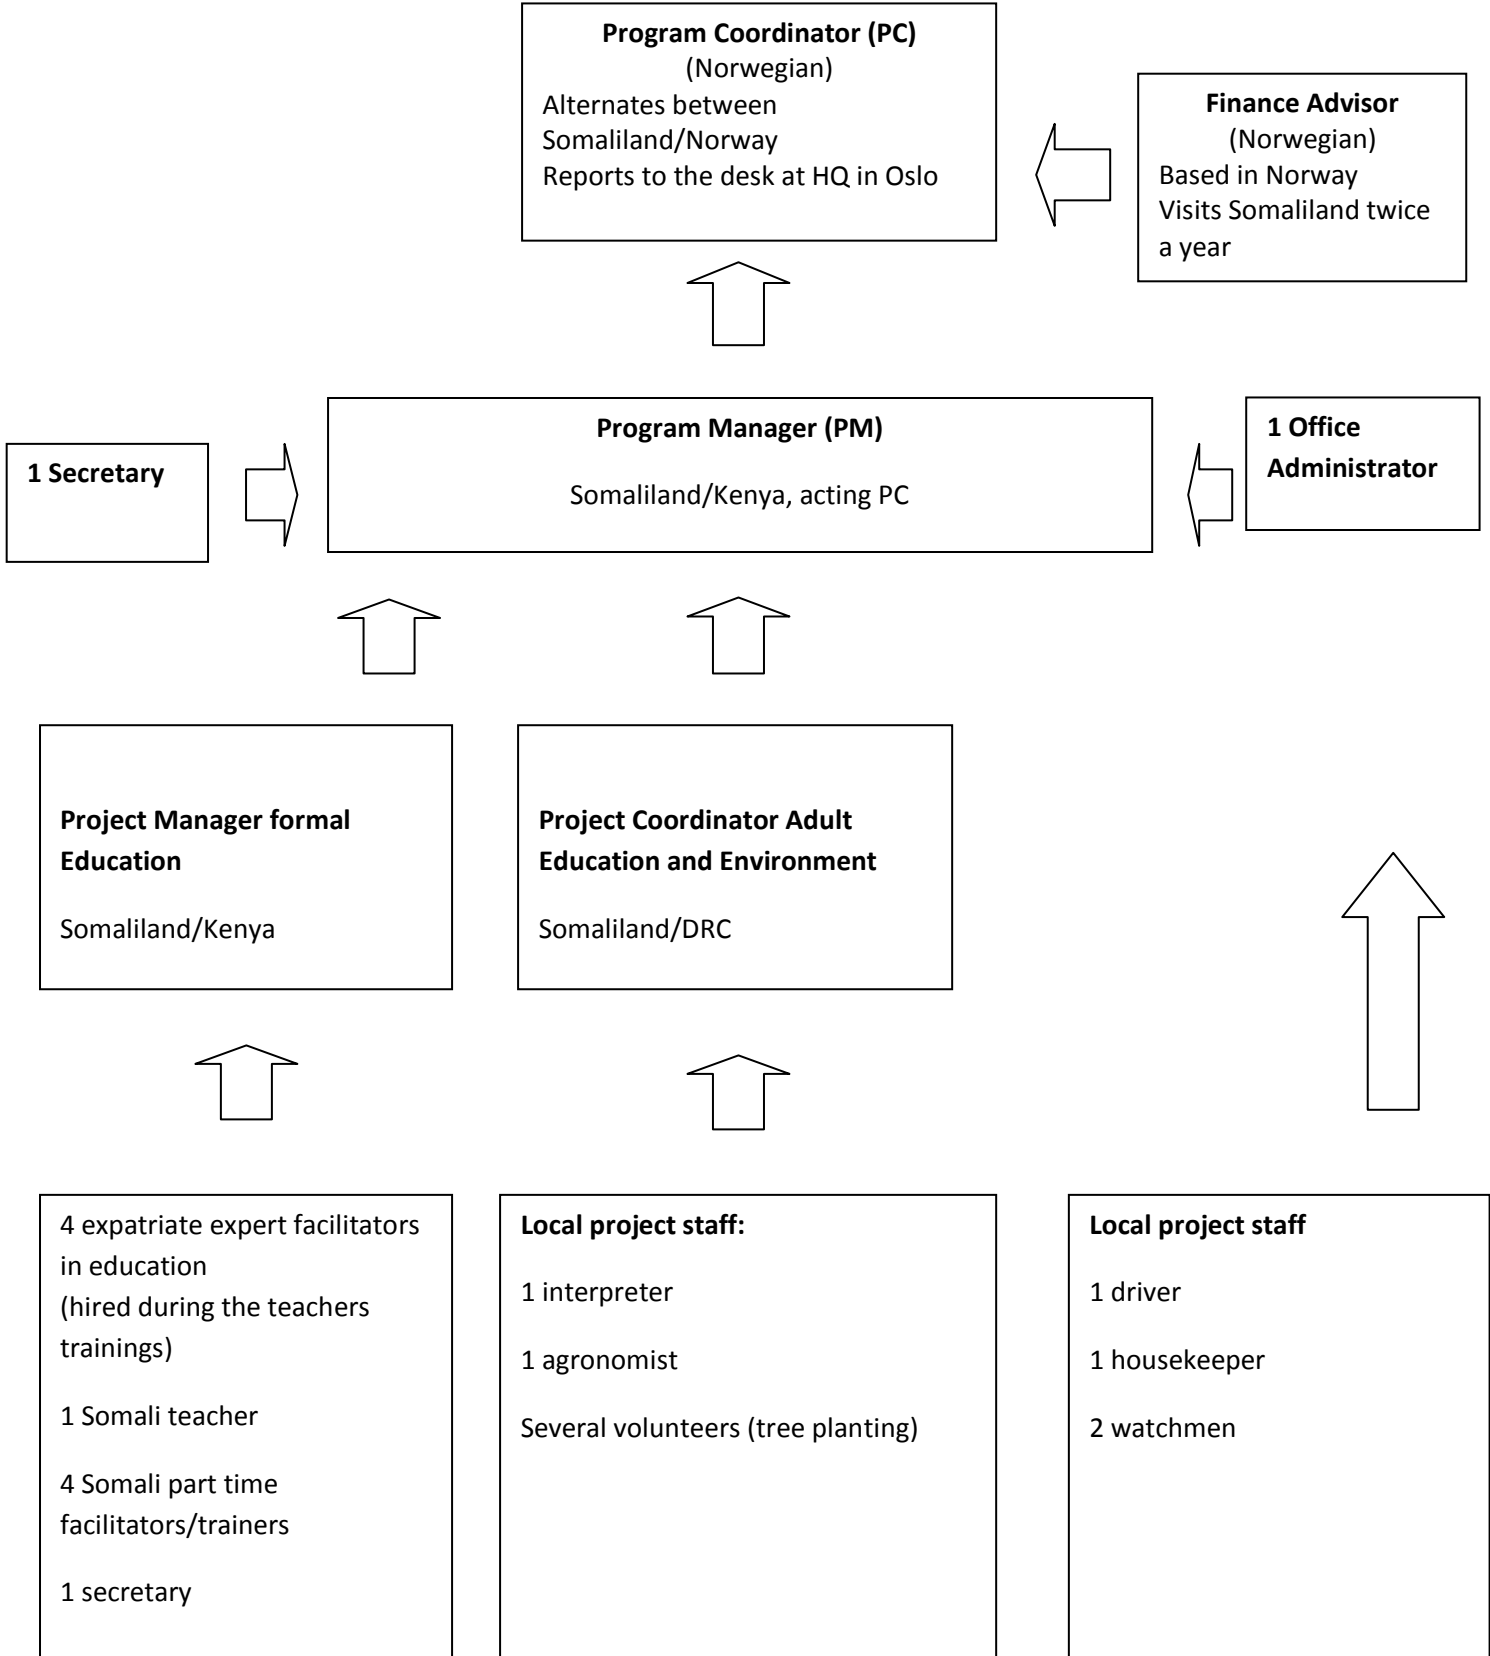 Program Coordinator (PC)
(Norwegian)
Alternates between
Somaliland/Norway
Reports to the desk at HQ in Oslo
Finance Advisor
(Norwegian)
Based in Norway
Visits Somaliland twice
a year
1 Secretary
Program Manager (PM)
Somaliland/Kenya, acting PC
1 Office
Administrator
Project Manager formal
Education
Somaliland/Kenya
Project Coordinator Adult
Education and Environment
Somaliland/DRC
4 expatriate expert facilitators
in education
(hired during the teachers
trainings)
1 Somali teacher
4 Somali part time
facilitators/trainers
1 secretary
Local project staff:
1 interpreter
1 agronomist
Several volunteers (tree planting)
Local project staff
1 driver
1 housekeeper
2 watchmen